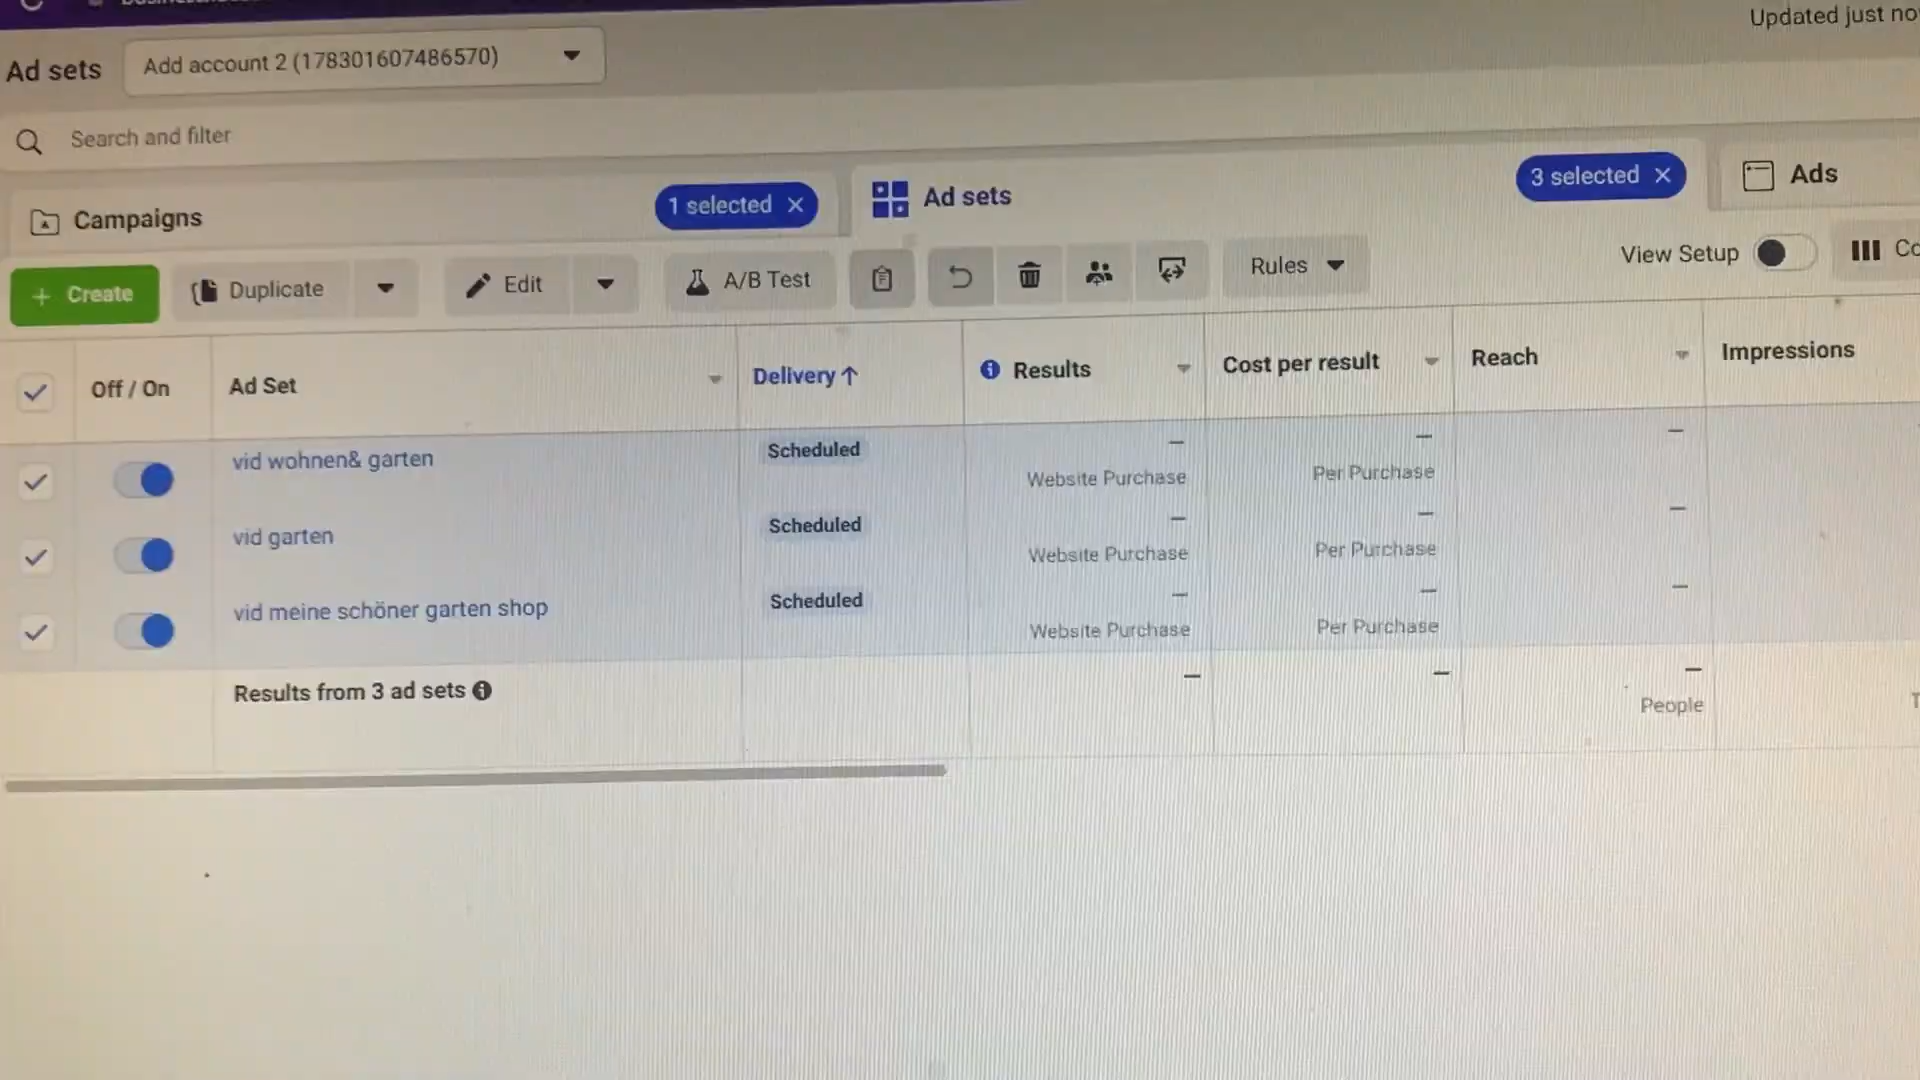 Updated just no
Ad sets
Add account 2 (178301607486570)
Search and filter
Campaigns
1 selected ×
Ad sets
3 selected ×
Ads
+ Create
Duplicate
Edit
A/B Test
Rules
View Setup
Co
Off / On
Ad Set
Delivery ↑
Results
Cost per result
Reach
Impressions
vid wohnen& garten
Scheduled
—
Website Purchase
—
Per Purchase
—
vid garten
Scheduled
—
Website Purchase
—
Per Purchase
—
vid meine schöner garten shop
Scheduled
—
Website Purchase
—
Per Purchase
—
Results from 3 ad sets
—
—
—
People